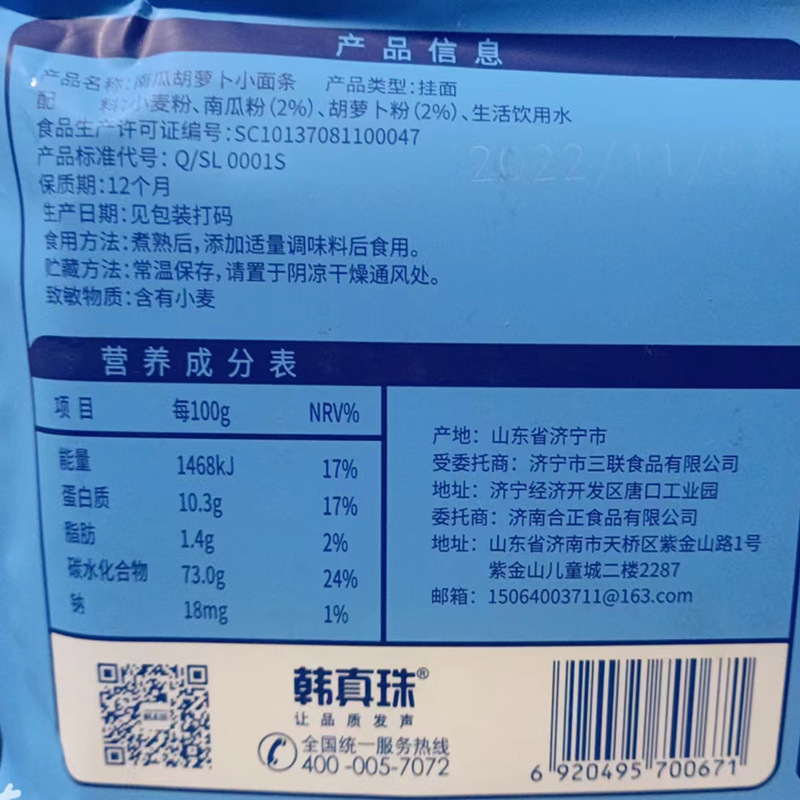 产品信息
产品名称:南瓜胡萝卜小面条 产品类型:挂面
配 料:小麦粉、南瓜粉(2%)、胡萝卜粉(2%)、生活饮用水
食品生产许可证编号:SC10137081100047
产品标准代号: Q/SL 0001S
保质期:12个月
生产日期:见包装打码
食用方法:煮熟后,添加适量调味料后食用。
贮藏方法:常温保存,请置于阴凉干燥通风处。
致敏物质:含有小麦
营养成分表
项目 每100g NRV%
能量 1468kJ 17%
蛋白质 10.3g 17%
脂肪 1.4g 2%
碳水化合物 73.0g 24%
钠 18mg 1%
产地: 山东省济宁市
受委托商: 济宁市三联食品有限公司
地址: 济宁经济开发区唐口工业园
委托商: 济南合正食品有限公司
地址: 山东省济南市天桥区紫金山路1号
紫金山儿童城二楼2287
邮箱: 15064003711@163.com
韩真珠®
让品质发声
全国统一服务热线
400-005-7072
6 920495 700671